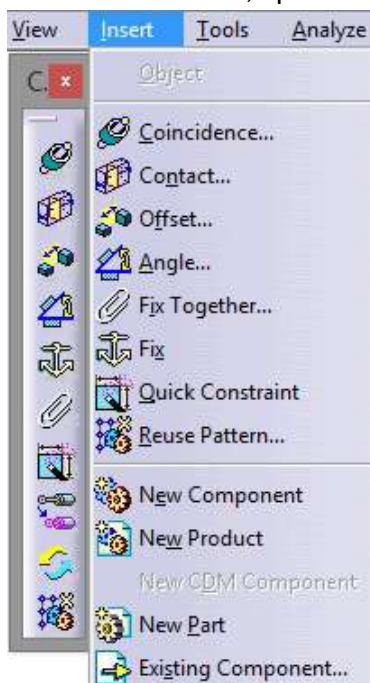 View Insert Tools Analyze
C. x
Object
Coincidence...
Contact...
Offset...
Angle...
Fix Together...
Fix
Quick Constraint
Reuse Pattern...
New Component
New Product
New CDM Component
New Part
Existing Component...